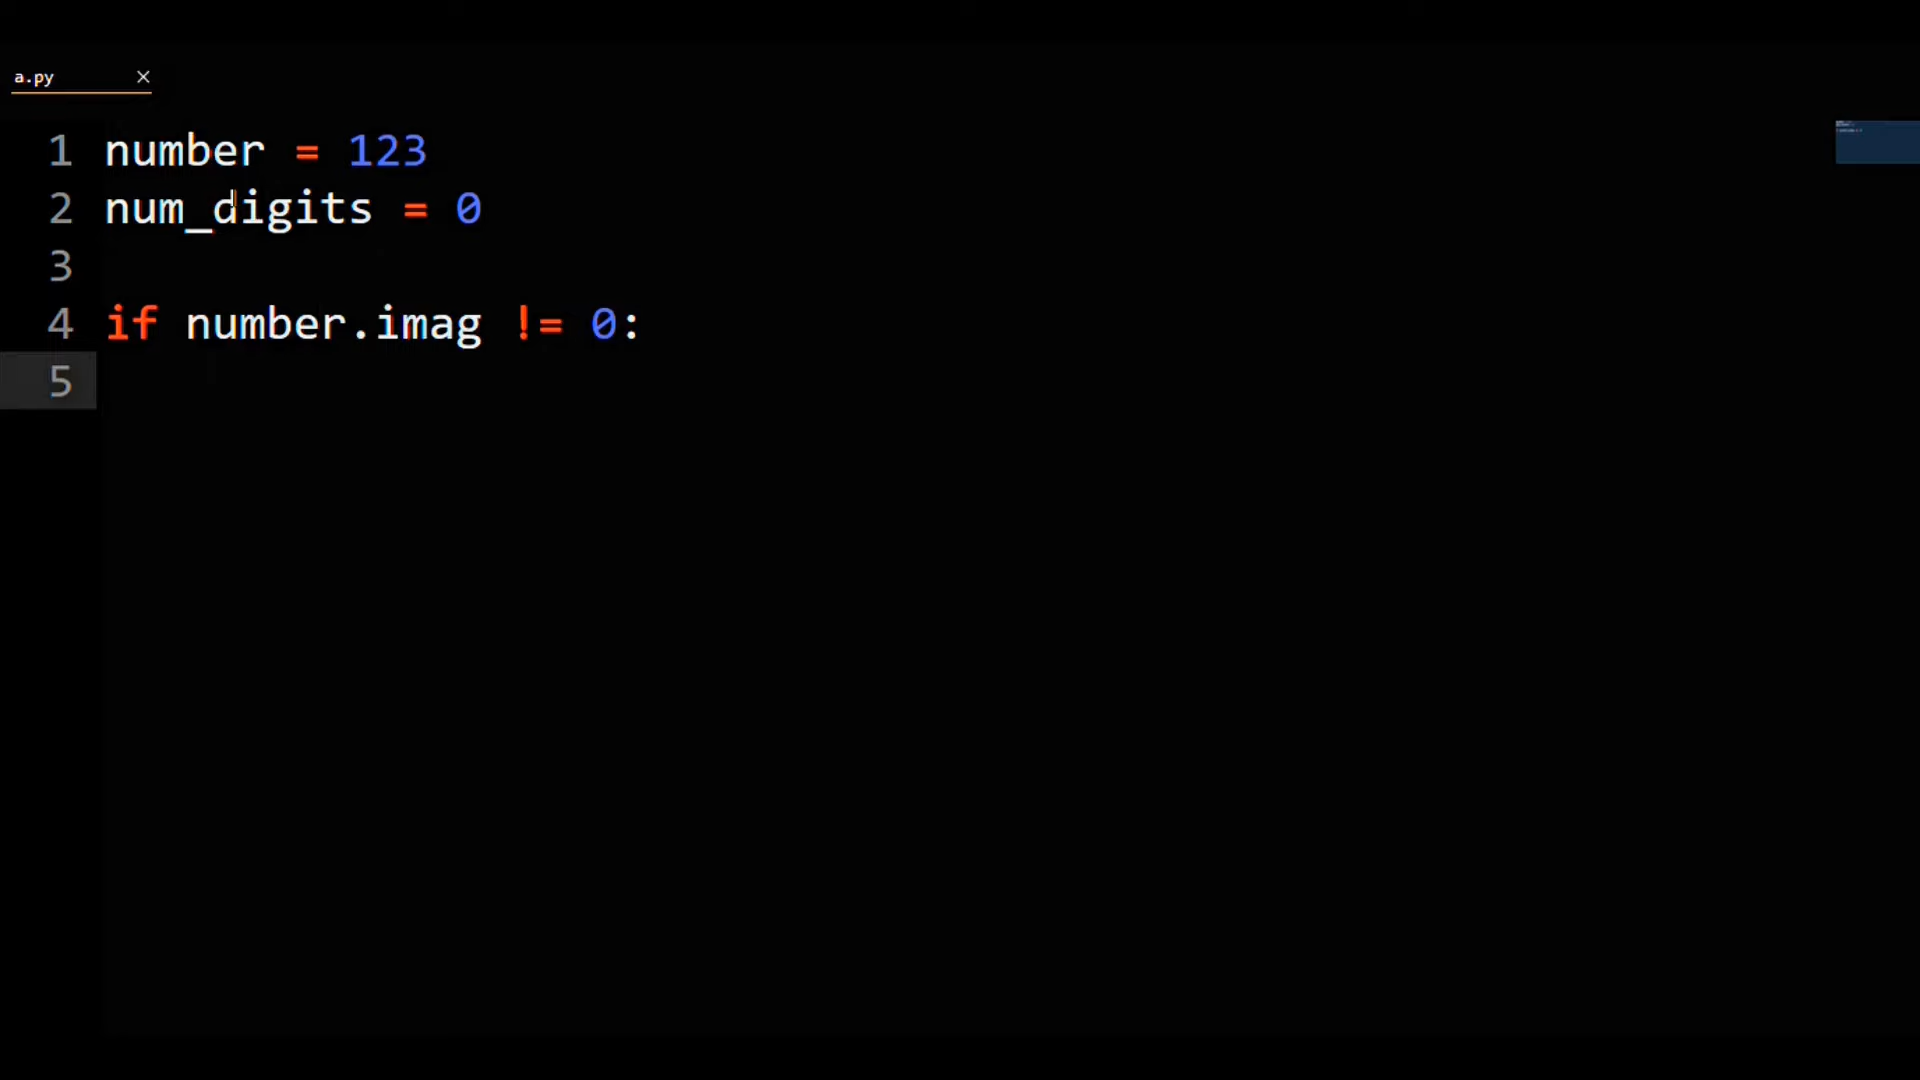 a.py ×
1 number = 123
2 num_digits = 0
3
4 if number.imag != 0:
5